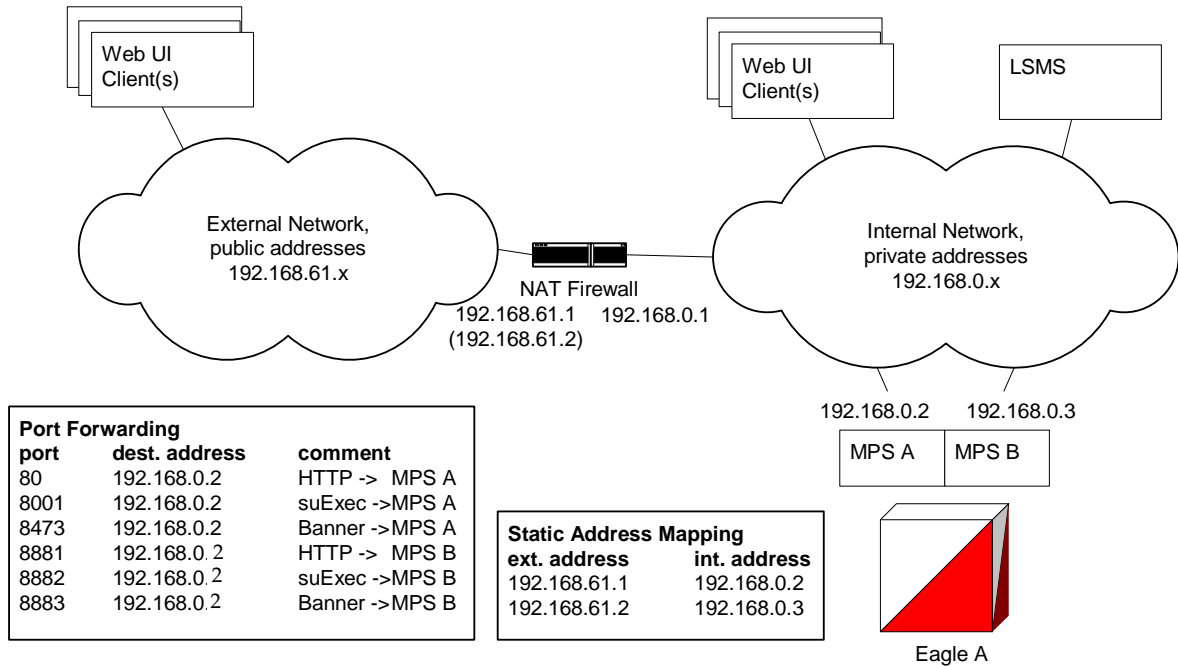 Web UI
Client(s)
Web UI
Client(s)
LSMS
External Network,
public addresses
192.168.61.x
Internal Network,
private addresses
192.168.0.x
NAT Firewall
192.168.61.1 192.168.0.1
(192.168.61.2)
192.168.0.2 192.168.0.3
MPS A MPS B
Port Forwarding
port dest. address comment
80 192.168.0.2 HTTP -> MPS A
8001 192.168.0.2 suExec ->MPS A
8473 192.168.0.2 Banner ->MPS A
8881 192.168.0.2 HTTP -> MPS B
8882 192.168.0.2 suExec ->MPS B
8883 192.168.0.2 Banner ->MPS B
Static Address Mapping
ext. address int. address
192.168.61.1 192.168.0.2
192.168.61.2 192.168.0.3
Eagle A